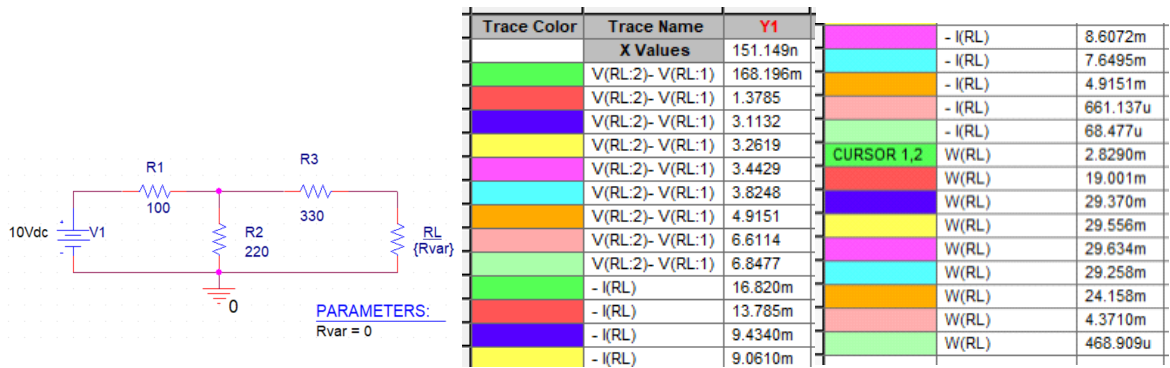 R1
100
R3
330
10Vdc
V1
R2
220
RL
{Rvar}
0
PARAMETERS:
Rvar = 0
Trace Color Trace Name Y1
X Values 151.149n
V(RL:2)- V(RL:1) 168.196m
V(RL:2)- V(RL:1) 1.3785
V(RL:2)- V(RL:1) 3.1132
V(RL:2)- V(RL:1) 3.2619
V(RL:2)- V(RL:1) 3.4429
V(RL:2)- V(RL:1) 3.8248
V(RL:2)- V(RL:1) 4.9151
V(RL:2)- V(RL:1) 6.6114
V(RL:2)- V(RL:1) 6.8477
- I(RL) 16.820m
- I(RL) 13.785m
- I(RL) 9.4340m
- I(RL) 9.0610m
- I(RL) 8.6072m
- I(RL) 7.6495m
- I(RL) 4.9151m
- I(RL) 661.137u
- I(RL) 68.477u
CURSOR 1,2 W(RL) 2.8290m
W(RL) 19.001m
W(RL) 29.370m
W(RL) 29.556m
W(RL) 29.634m
W(RL) 29.258m
W(RL) 24.158m
W(RL) 4.3710m
W(RL) 468.909u